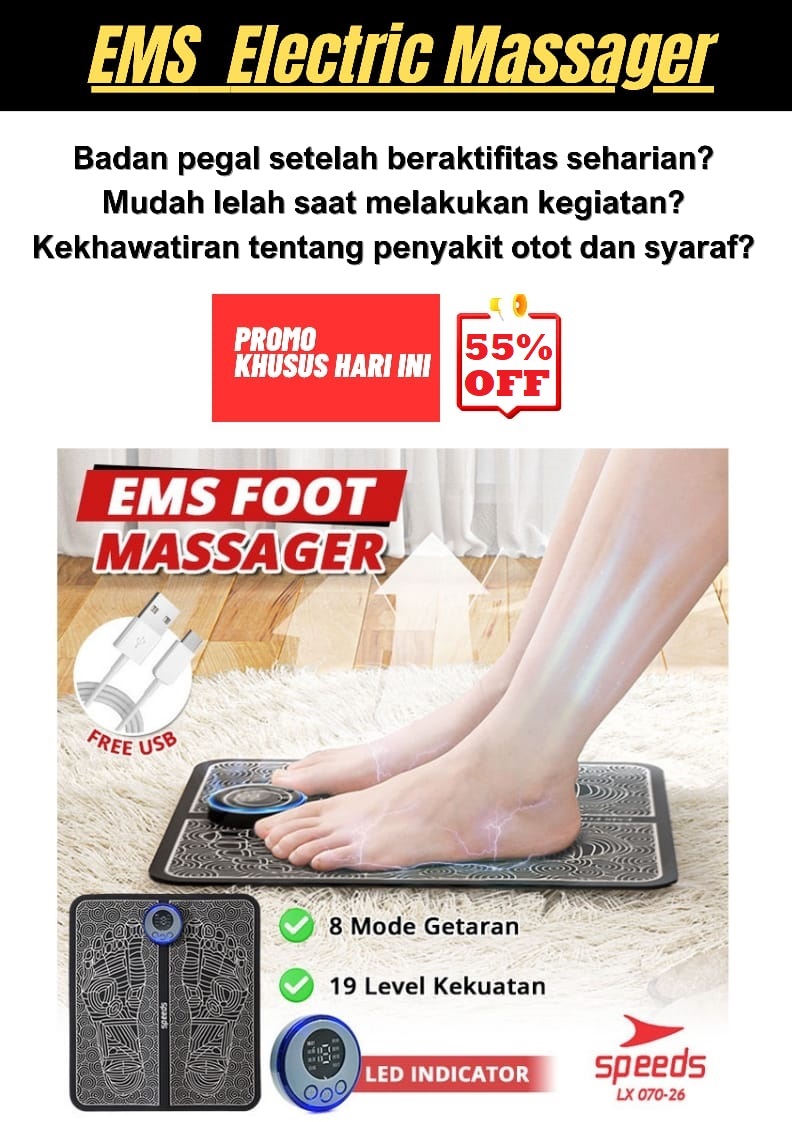 EMS Electric Massager
Badan pegal setelah beraktifitas seharian?
Mudah lelah saat melakukan kegiatan?
Kekhawatiran tentang penyakit otot dan syaraf?
PROMO
KHUSUS HARI INI
55%
OFF
EMS FOOT
MASSAGER
FREE USB
8 Mode Getaran
19 Level Kekuatan
speeds
LED INDICATOR
speeds
LX 070-26